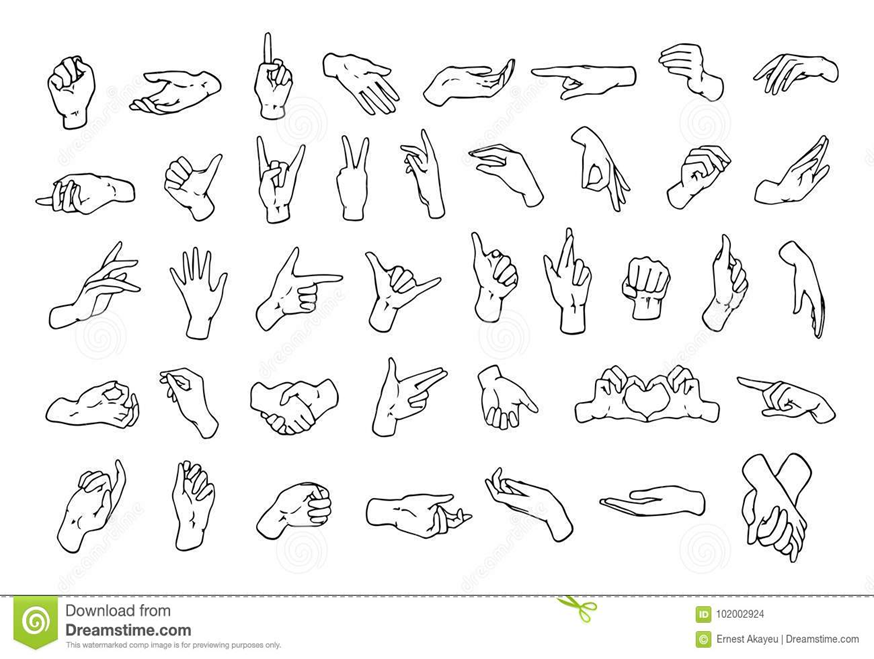 Download from
Dreamstime.com
This watermarked comp image is for previewing purposes only.
ID 102002924
© Ernest Akayeu | Dreamstime.com